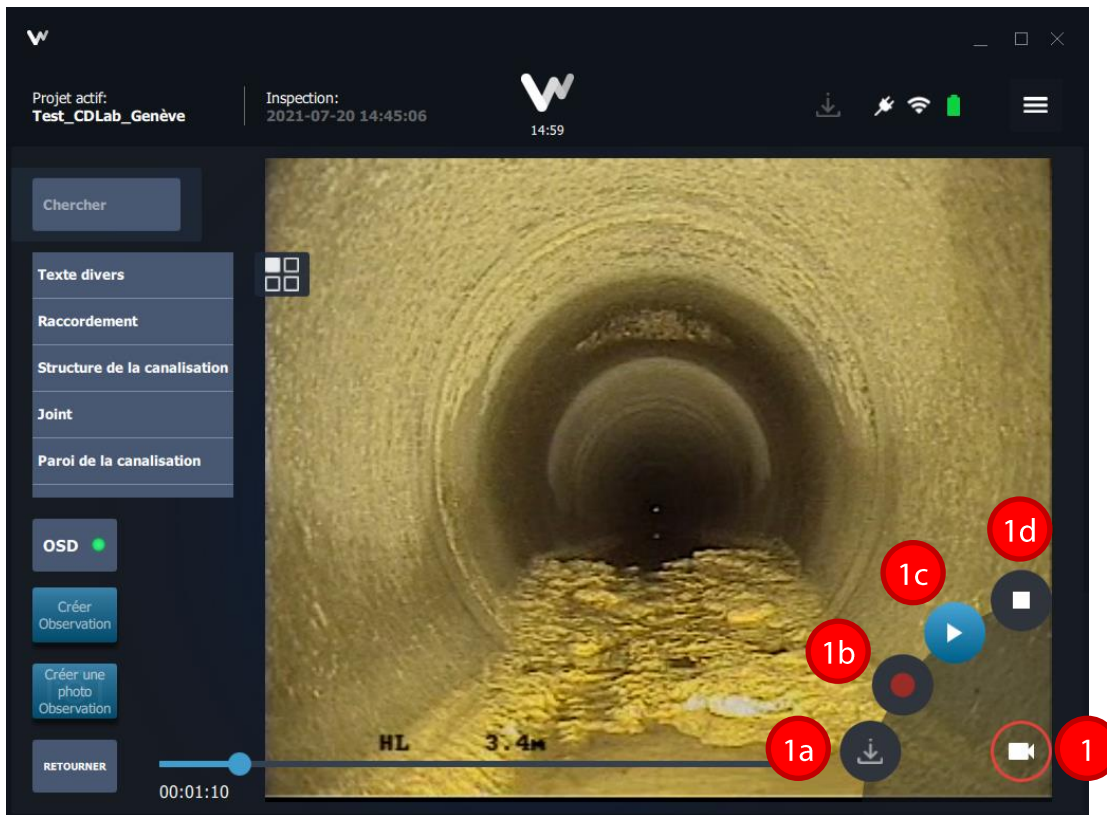 Projet actif:
Test_CDLab_Genève
Inspection:
2021-07-20 14:45:06
14:59
Chercher
Texte divers
Raccordement
Structure de la canalisation
Joint
Paroi de la canalisation
OSD
Créer
Observation
Créer une
photo
Observation
RETOURNER
00:01:10
HL 3.4m
1d
1c
1b
1a
1